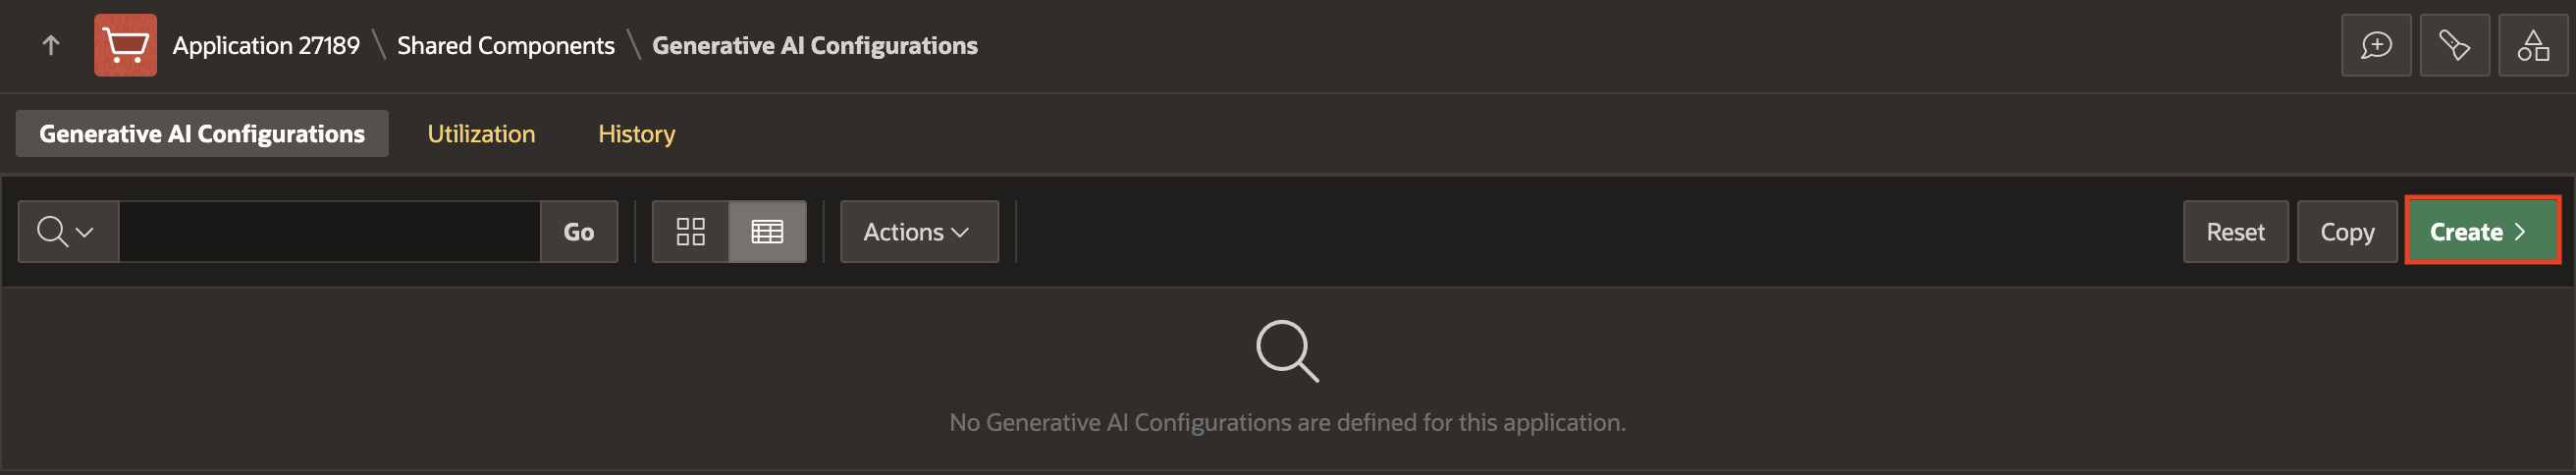 Application 27189 \ Shared Components \ Generative AI Configurations
Generative AI Configurations Utilization History
Go Actions Reset Copy Create
No Generative AI Configurations are defined for this application.